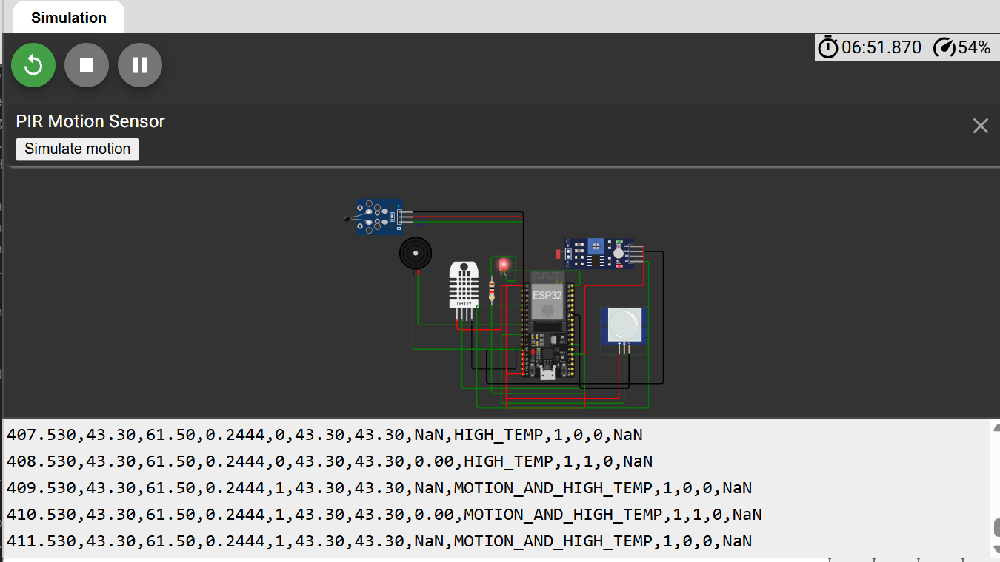 Simulation
06:51.870 54%
PIR Motion Sensor
Simulate motion
S
DHT22
ESP32
407.530,43.30,61.50,0.2444,0,43.30,43.30,NaN,HIGH_TEMP,1,0,0,NaN
408.530,43.30,61.50,0.2444,0,43.30,43.30,0.00,HIGH_TEMP,1,1,0,NaN
409.530,43.30,61.50,0.2444,1,43.30,43.30,NaN,MOTION_AND_HIGH_TEMP,1,0,0,NaN
410.530,43.30,61.50,0.2444,1,43.30,43.30,0.00,MOTION_AND_HIGH_TEMP,1,1,0,NaN
411.530,43.30,61.50,0.2444,1,43.30,43.30,NaN,MOTION_AND_HIGH_TEMP,1,0,0,NaN